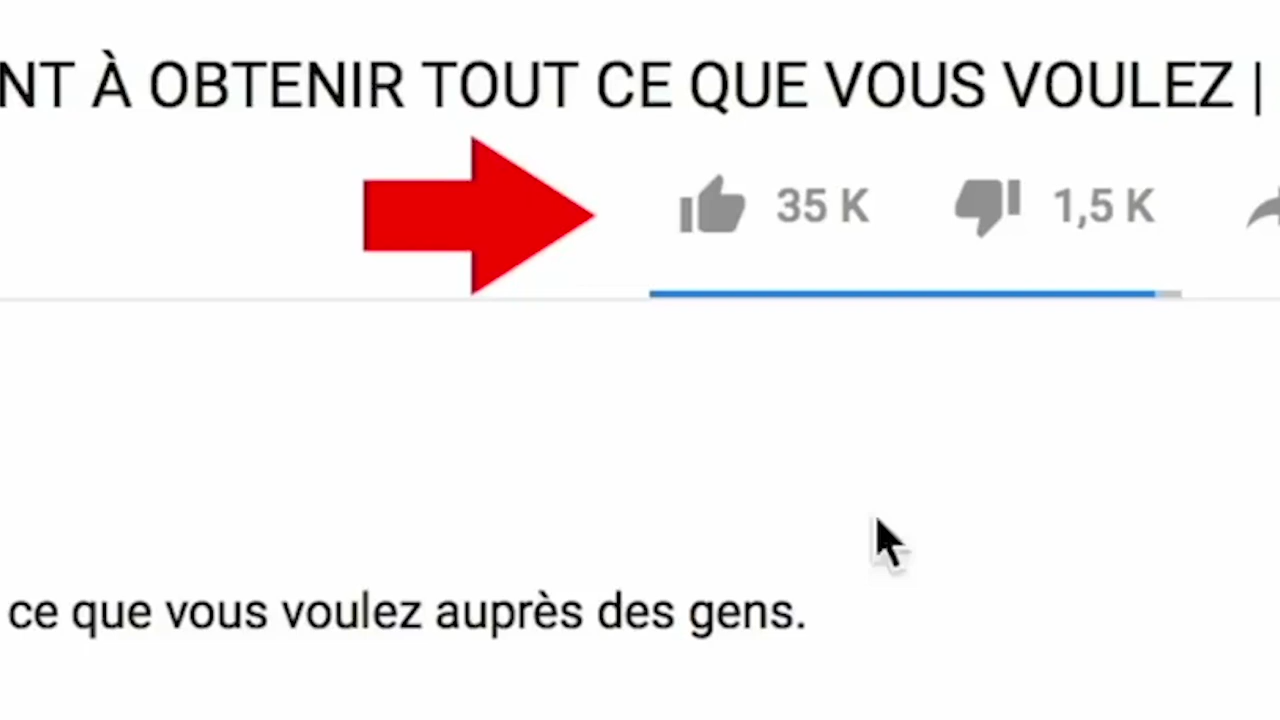 NT À OBTENIR TOUT CE QUE VOUS VOULEZ |
35 K 1,5 K
ce que vous voulez auprès des gens.